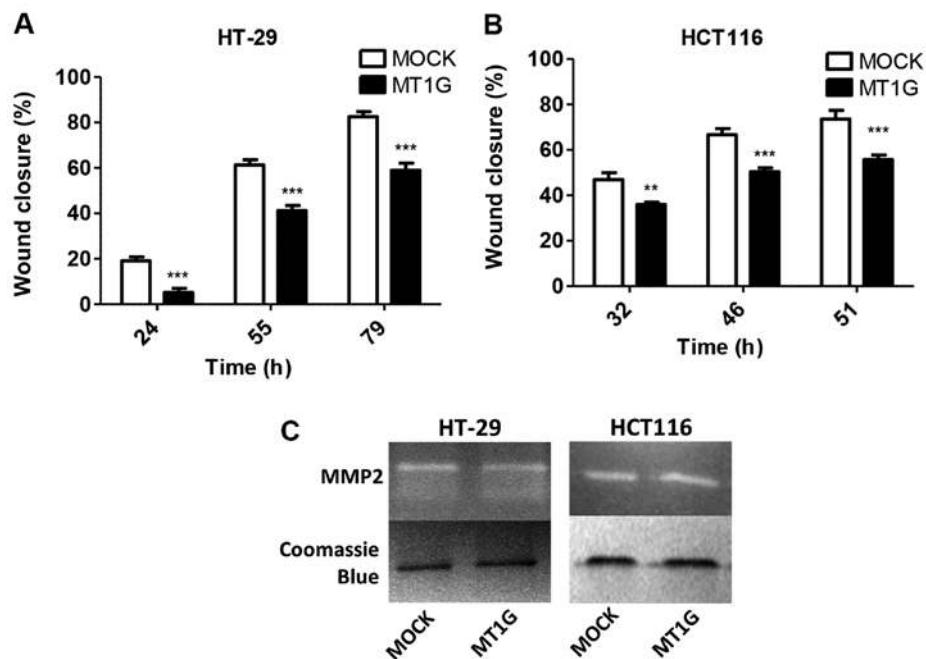 A
HT-29
MOCK
MT1G
Wound closure (%)
100
80
60
40
20
0
***
***
***
24
55
79
Time (h)
B
HCT116
MOCK
MT1G
Wound closure (%)
100
80
60
40
20
0
**
***
***
32
46
51
Time (h)
C
HT-29
HCT116
MMP2
Coomassie
Blue
MOCK
MT1G
MOCK
MT1G